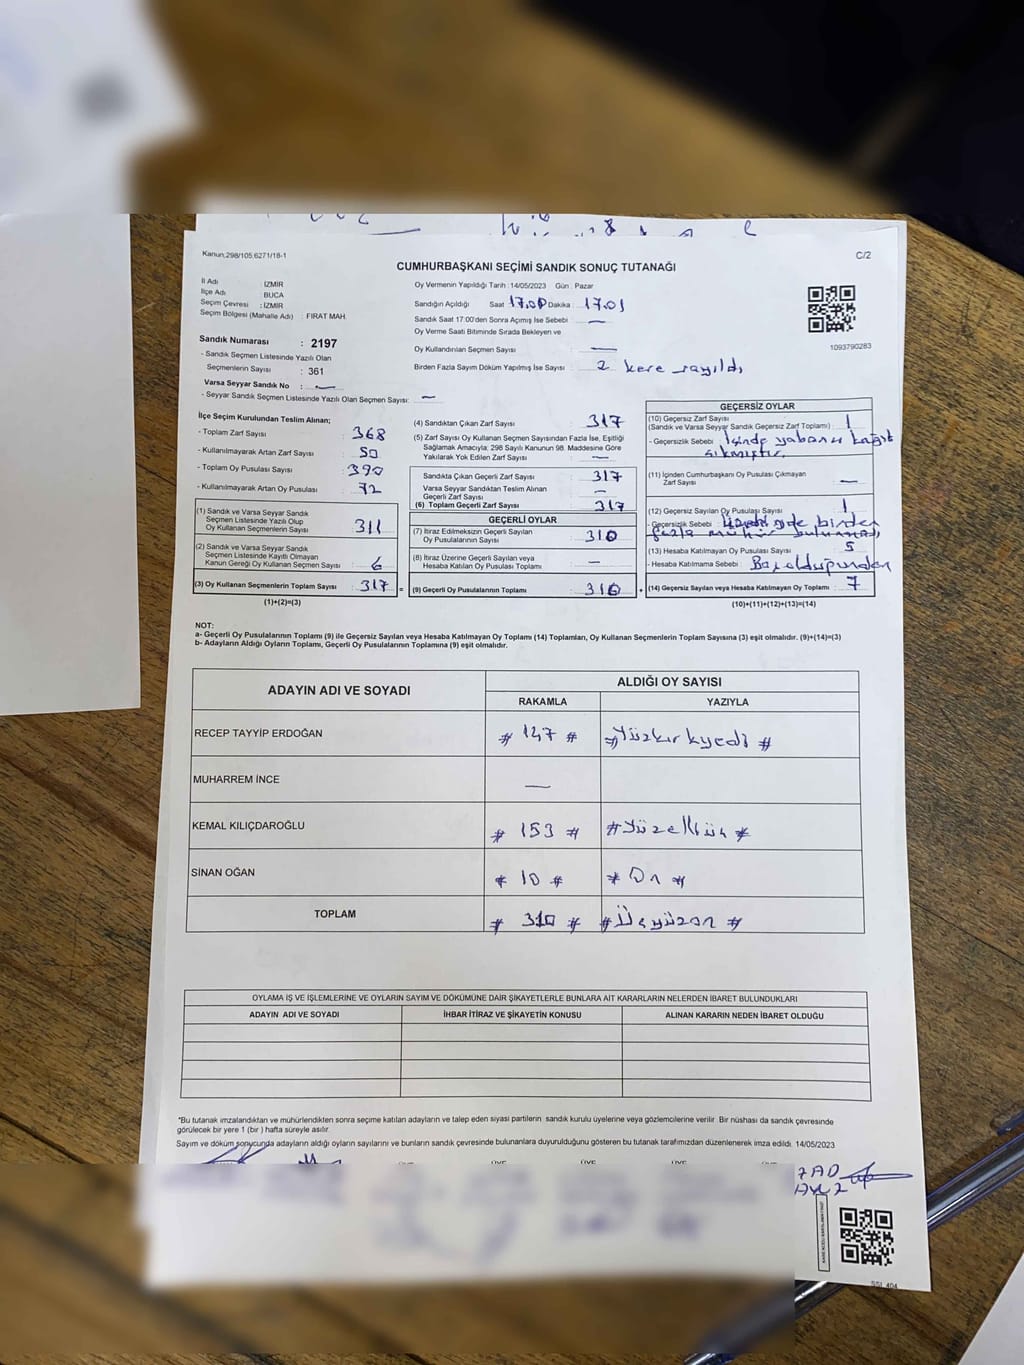 Kanun;298/105,6271/18-1
C/2
CUMHURBAŞKANI SEÇİMİ SANDIK SONUÇ TUTANAĞI
İl Adı : İZMİR
İlçe Adı : BUCA
Seçim Çevresi : İZMİR
Seçim Bölgesi (Mahalle Adı) : FIRAT MAH.
Sandık Numarası : 2197
- Sandık Seçmen Listesinde Yazılı Olan
Seçmenlerin Sayısı : 361
Varsa Seyyar Sandık No : —
- Seyyar Sandık Seçmen Listesinde Yazılı Olan Seçmen Sayısı: —
Oy Vermenin Yapıldığı Tarih : 14/05/2023 Gün : Pazar
Sandığın Açıldığı Saat 17.00 Dakika : 17.01
Sandık Saat 17:00'den Sonra Açımış İse Sebebi —
Oy Verme Saati Bitiminde Sırada Bekleyen ve
Oy Kullandırılan Seçmen Sayısı : —
Birden Fazla Sayım Döküm Yapılmış İse Sayısı : 2 kere sayıldı
1093790283
İlçe Seçim Kurulundan Teslim Alınan;
- Toplam Zarf Sayısı : 368
- Kullanılmayarak Artan Zarf Sayısı : 50
- Toplam Oy Pusulası Sayısı : 390
- Kullanılmayarak Artan Oy Pusulası : 72
(1) Sandık ve Varsa Seyyar Sandık
Seçmen Listesinde Yazılı Olup
Oy Kullanan Seçmenlerin Sayısı : 311
(2) Sandık ve Varsa Seyyar Sandık
Seçmen Listesinde Kayıtlı Olmayan
Kanun Gereği Oy Kullanan Seçmen Sayısı : 6
(3) Oy Kullanan Seçmenlerin Toplam Sayısı : 317
(1)+(2)=(3)
(4) Sandıktan Çıkan Zarf Sayısı : 317
(5) Zarf Sayısı Oy Kullanan Seçmen Sayısından Fazla İse, Eşitliği
Sağlamak Amacıyla; 298 Sayılı Kanunun 98. Maddesine Göre
Yakılarak Yok Edilen Zarf Sayısı : —
Sandıkta Çıkan Geçerli Zarf Sayısı : 317
Varsa Seyyar Sandıktan Teslim Alınan
Geçerli Zarf Sayısı : —
(6) Toplam Geçerli Zarf Sayısı : 317
GEÇERLİ OYLAR
(7) İtiraz Edilmeksizin Geçerli Sayılan
Oy Pusulalarının Sayısı : 310
(8) İtiraz Üzerine Geçerli Sayılan veya
Hesaba Katılan Oy Pusulası Toplamı : —
= (9) Geçerli Oy Pusulalarının Toplamı : 310 +
GEÇERSİZ OYLAR
(10) Geçersiz Zarf Sayısı
(Sandık ve Varsa Seyyar Sandık Geçersiz Zarf Toplamı) : 1
- Geçersizlik Sebebi : İçinde yabancı kağıt
çıkmıştır.
(11) İçinden Cumhurbaşkanı Oy Pusulası Çıkmayan
Zarf Sayısı : —
(12) Geçersiz Sayılan Oy Pusulası Sayısı : 1
- Geçersizlik Sebebi : Üzerinde birden
fazla mühür bulunması
(13) Hesaba Katılmayan Oy Pusulası Sayısı : 5
- Hesaba Katılmama Sebebi : Boş olduğundan
(14) Geçersiz Sayılan veya Hesaba Katılmayan Oy Toplamı : 7
(10)+(11)+(12)+(13)=(14)
NOT:
a- Geçerli Oy Pusulalarının Toplamı (9) ile Geçersiz Sayılan veya Hesaba Katılmayan Oy Toplamı (14) Toplamları, Oy Kullanan Seçmenlerin Toplam Sayısına (3) eşit olmalıdır. (9)+(14)=(3)
b- Adayların Aldığı Oyların Toplamı, Geçerli Oy Pusulalarının Toplamına (9) eşit olmalıdır.
ADAYIN ADI VE SOYADI ALDIĞI OY SAYISI
RAKAMLA YAZIYLA
RECEP TAYYİP ERDOĞAN # 147 # # Yüzkırkyedi #
MUHARREM İNCE —
KEMAL KILIÇDAROĞLU # 153 # # Yüzelliüç #
SİNAN OĞAN # 10 # # On #
TOPLAM # 310 # # Üçyüzon #
OYLAMA İŞ VE İŞLEMLERİNE VE OYLARIN SAYIM VE DÖKÜMÜNE DAİR ŞİKAYETLERLE BUNLARA AİT KARARLARIN NELERDEN İBARET BULUNDUKLARI
ADAYIN ADI VE SOYADI İHBAR İTİRAZ VE ŞİKAYETİN KONUSU ALINAN KARARIN NEDEN İBARET OLDUĞU
*Bu tutanak imzalandıktan ve mühürlendikten sonra seçime katılan adayların ve talep eden siyasi partilerin sandık kurulu üyelerine veya gözlemcilerine verilir. Bir nüshası da sandık çevresinde
görülecek bir yere 1 (bir ) hafta süreyle asılır.
Sayım ve döküm sonucunda adayların aldığı oyların sayılarını ve bunların sandık çevresinde bulunanlara duyurulduğunu gösteren bu tutanak tarafımızdan düzenlenerek imza edildi. 14/05/2023